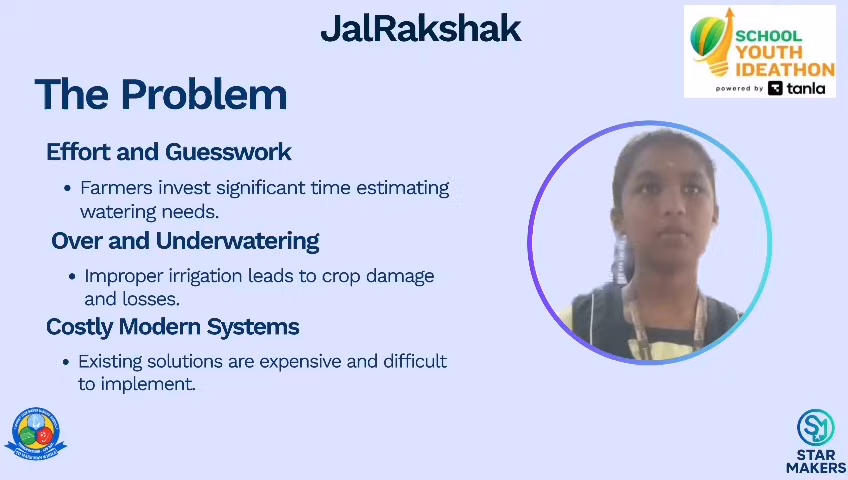 JalRakshak
SCHOOL
YOUTH
IDEATHON
powered by tanla
The Problem
Effort and Guesswork
• Farmers invest significant time estimating
watering needs.
Over and Underwatering
• Improper irrigation leads to crop damage
and losses.
Costly Modern Systems
• Existing solutions are expensive and difficult
to implement.
STAR
MAKERS